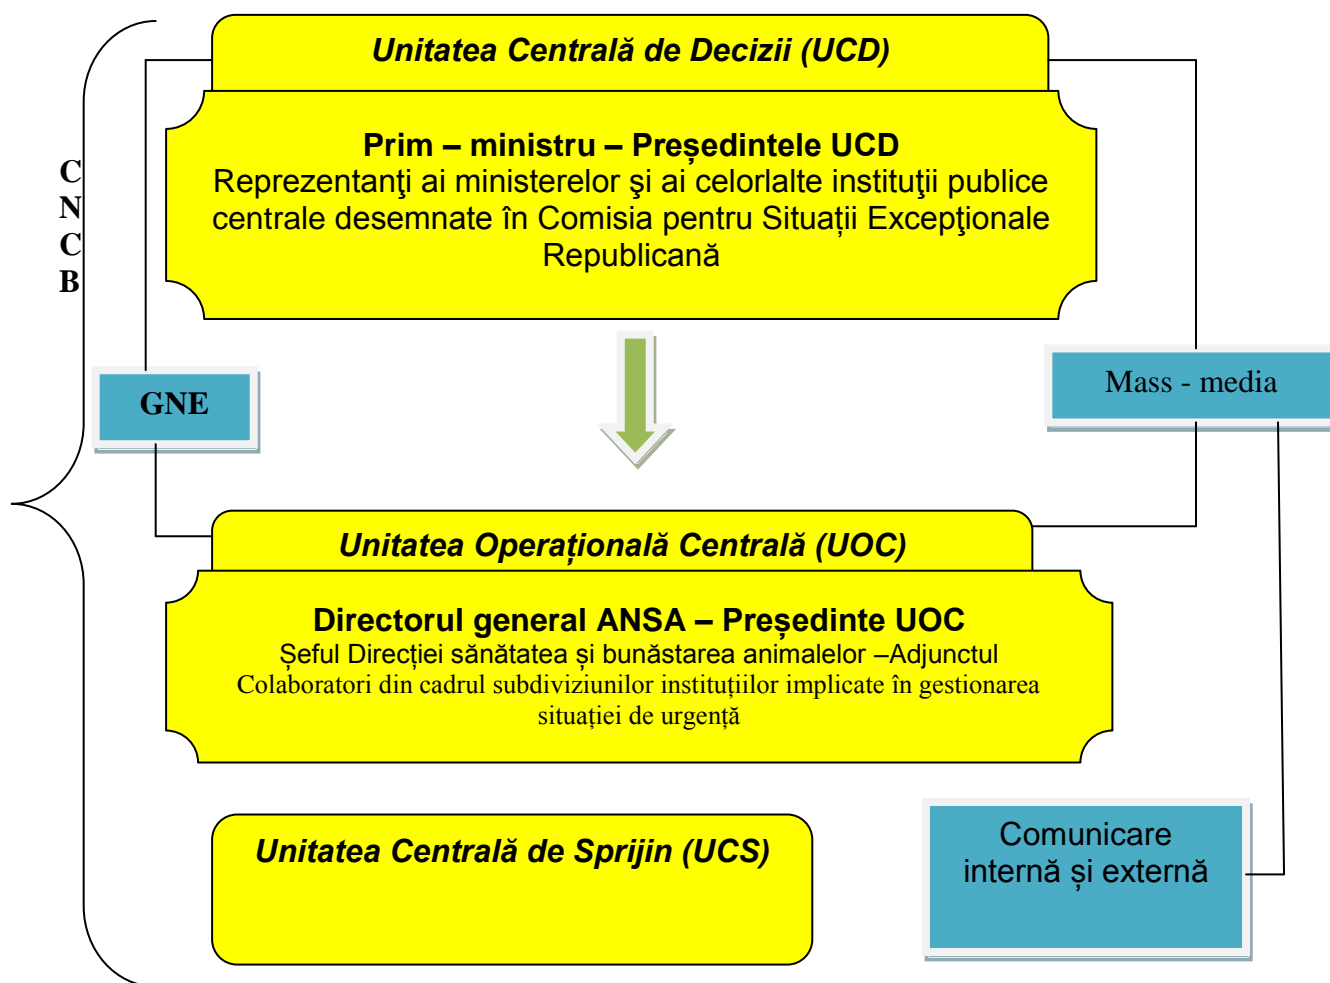 Unitatea Centrală de Decizii (UCD)
Prim – ministru – Președintele UCD
Reprezentanţi ai ministerelor şi ai celorlalte instituţii publice
centrale desemnate în Comisia pentru Situații Excepţionale
Republicană
C
N
C
B
GNE
Mass - media
Unitatea Operațională Centrală (UOC)
Directorul general ANSA – Președinte UOC
Șeful Direcției sănătatea și bunăstarea animalelor –Adjunctul
Colaboratori din cadrul subdiviziunilor instituțiilor implicate în gestionarea
situației de urgență
Unitatea Centrală de Sprijin (UCS)
Comunicare
internă și externă